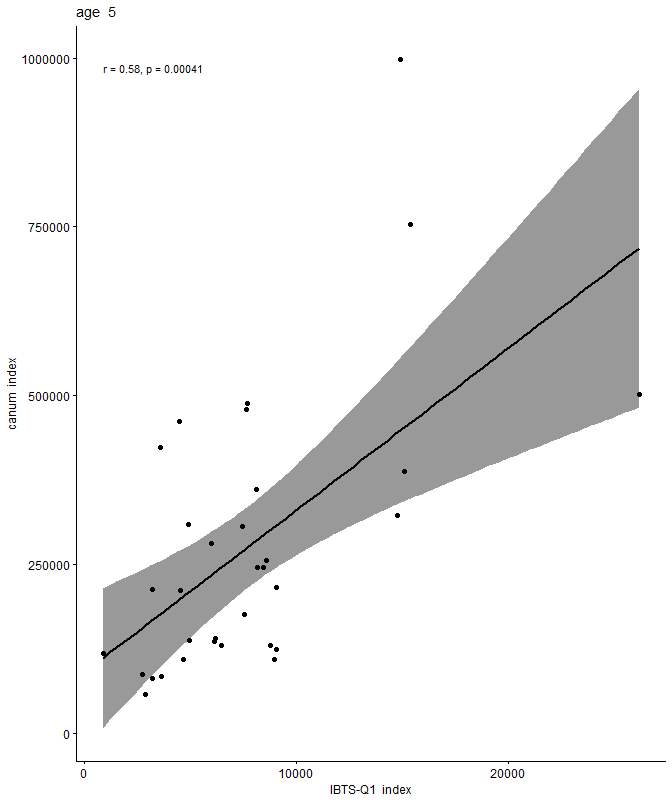 age 5
r = 0.58, p = 0.00041
1000000
750000
500000
250000
0
canum index
0 10000 20000
IBTS-Q1 index